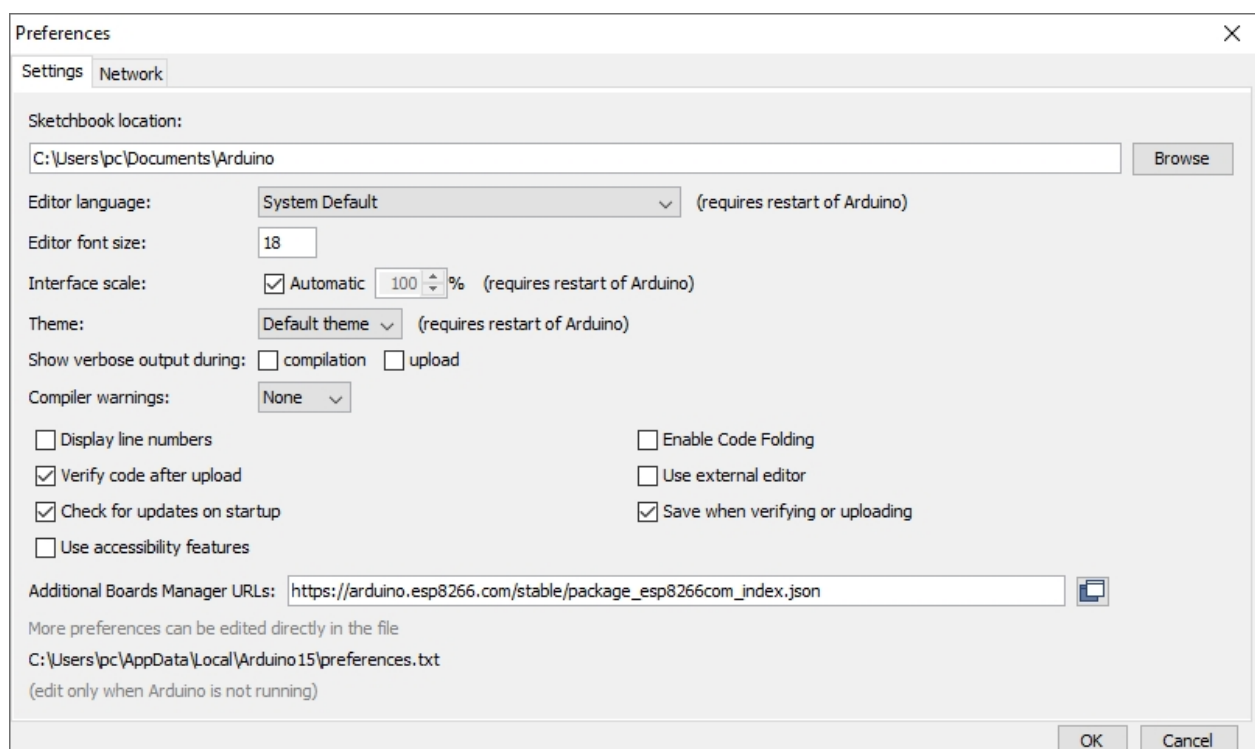 Preferences
Settings Network
Sketchbook location:
C:\Users\pc\Documents\Arduino Browse
Editor language: System Default (requires restart of Arduino)
Editor font size: 18
Interface scale: Automatic 100 % (requires restart of Arduino)
Theme: Default theme (requires restart of Arduino)
Show verbose output during: compilation upload
Compiler warnings: None
Display line numbers Enable Code Folding
Verify code after upload Use external editor
Check for updates on startup Save when verifying or uploading
Use accessibility features
Additional Boards Manager URLs: https://arduino.esp8266.com/stable/package_esp8266com_index.json
More preferences can be edited directly in the file
C:\Users\pc\AppData\Local\Arduino15\preferences.txt
(edit only when Arduino is not running)
OK Cancel